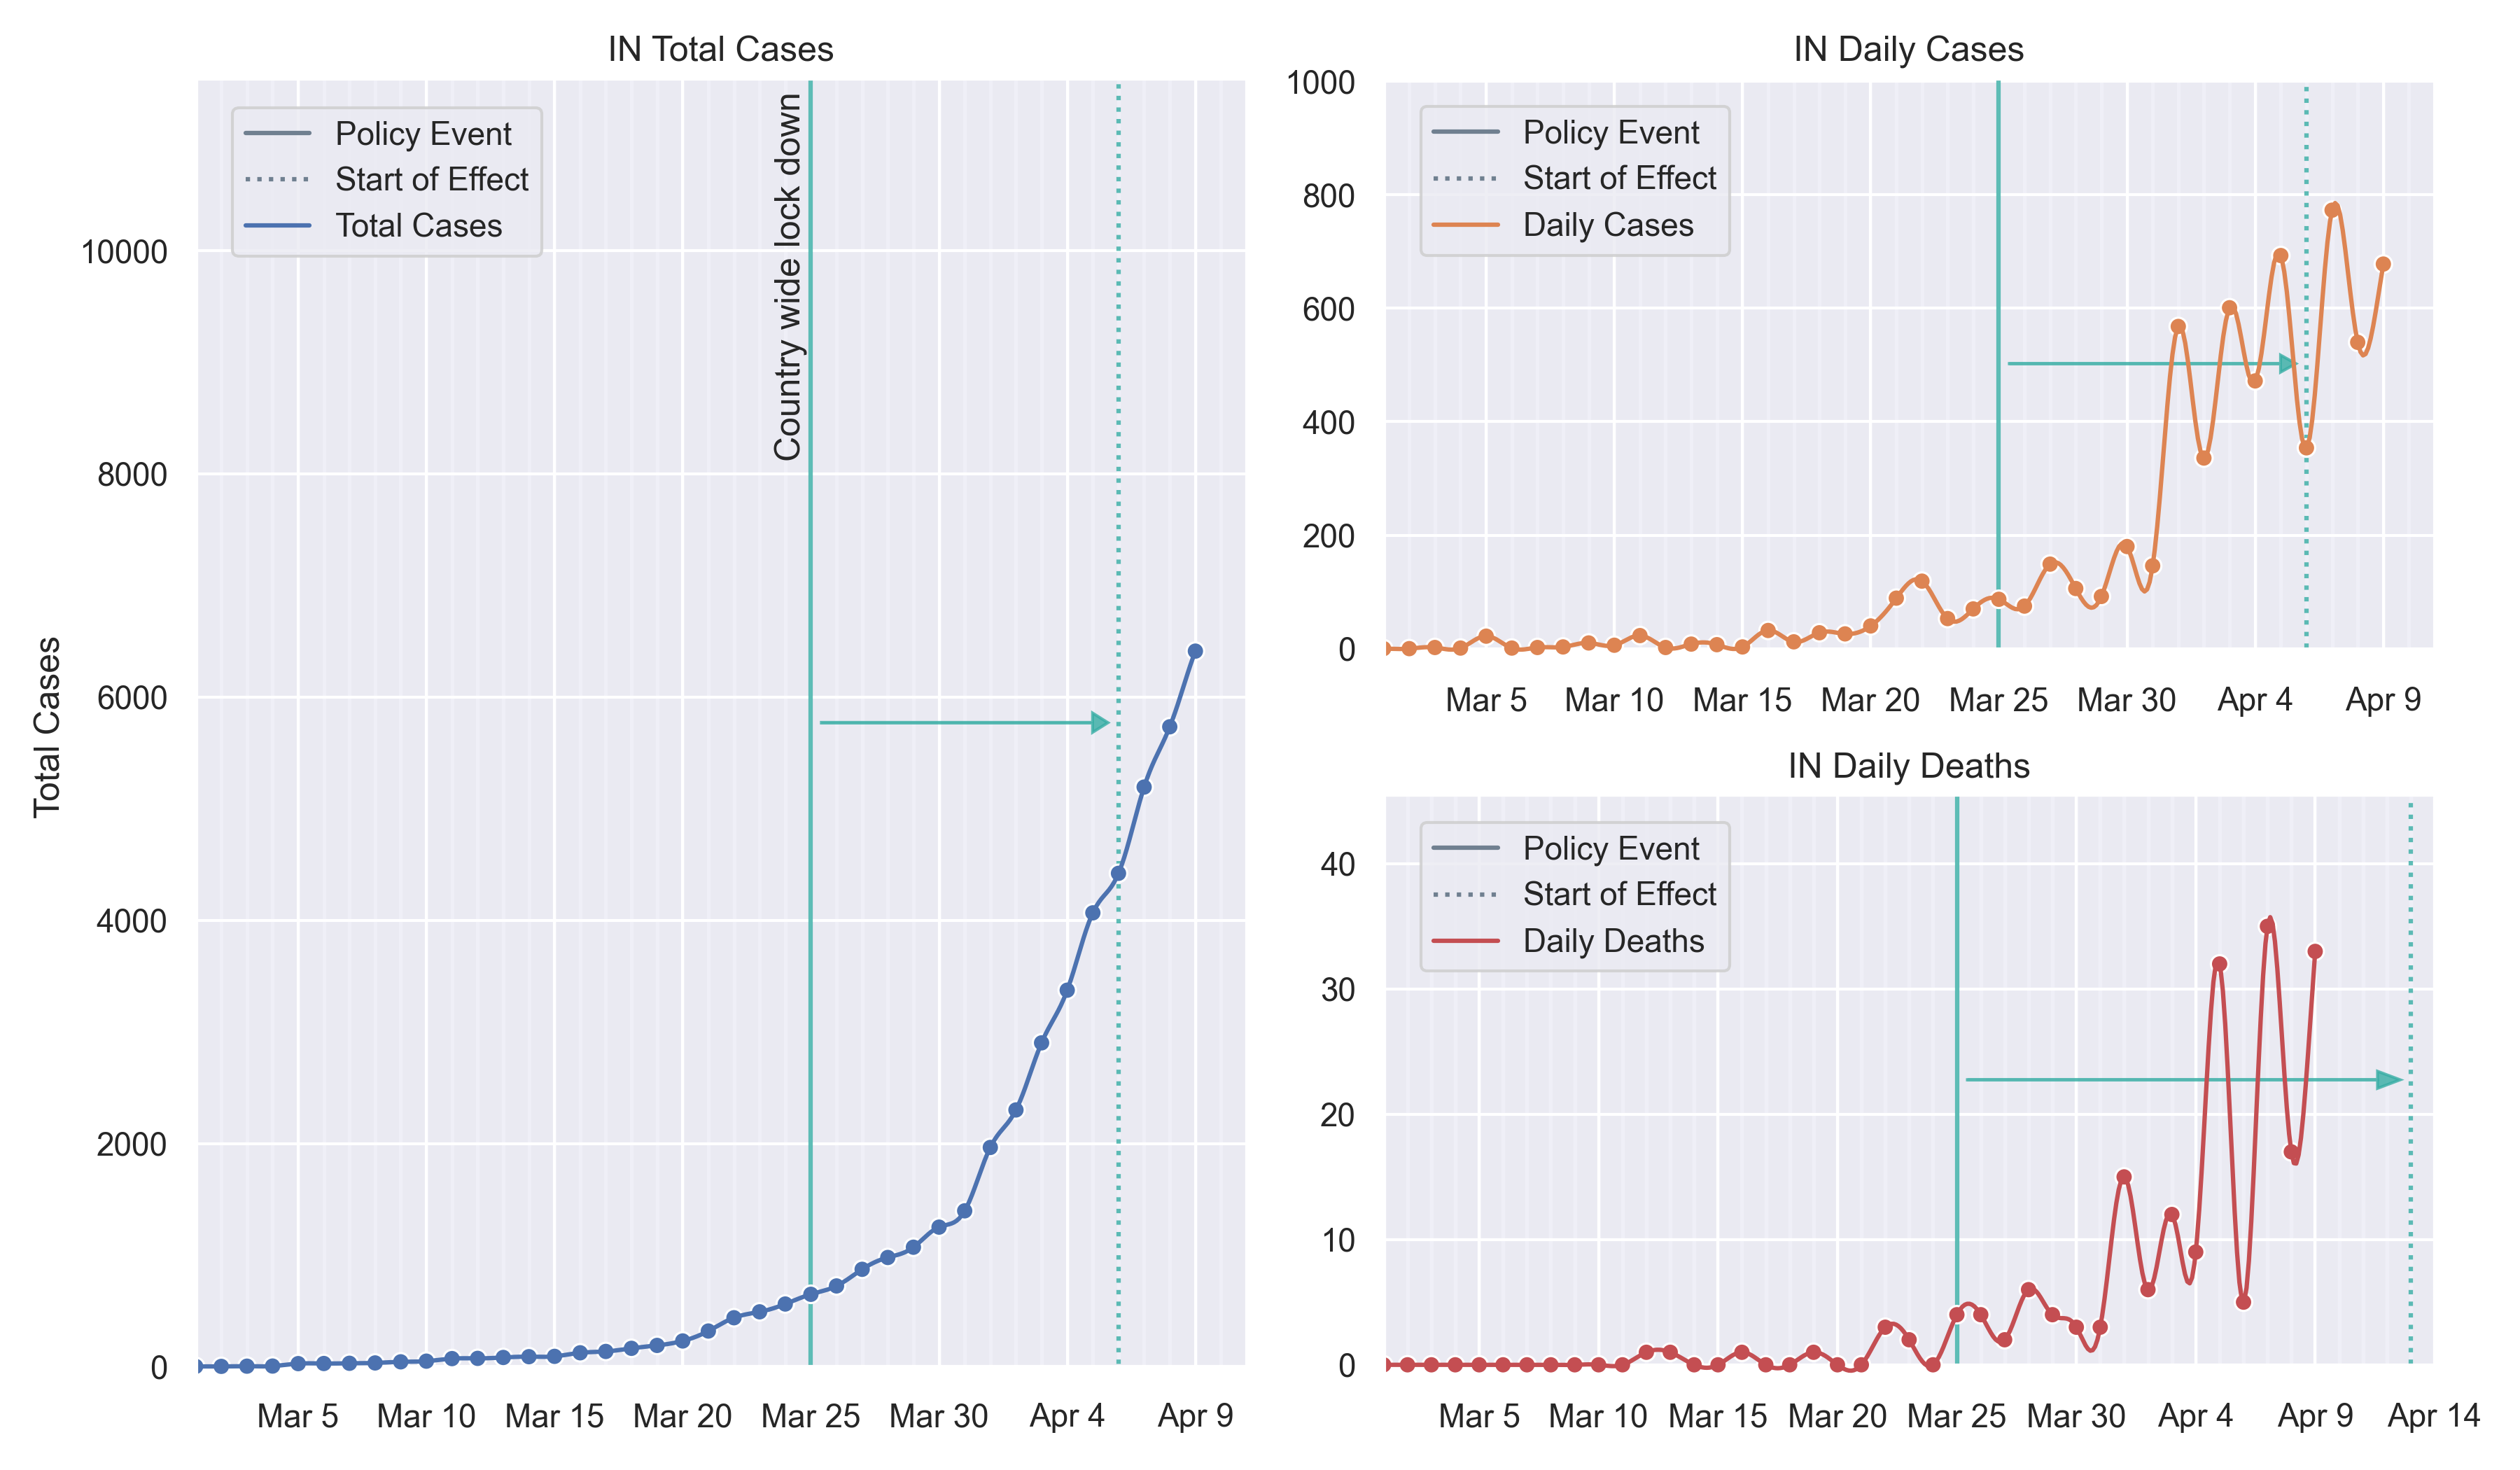 IN Total Cases
Policy Event
Start of Effect
Total Cases
Country wide lock down
Total Cases
10000
8000
6000
4000
2000
0
Mar 5
Mar 10
Mar 15
Mar 20
Mar 25
Mar 30
Apr 4
Apr 9
IN Daily Cases
Policy Event
Start of Effect
Daily Cases
1000
800
600
400
200
0
Mar 5
Mar 10
Mar 15
Mar 20
Mar 25
Mar 30
Apr 4
Apr 9
IN Daily Deaths
Policy Event
Start of Effect
Daily Deaths
40
30
20
10
0
Mar 5
Mar 10
Mar 15
Mar 20
Mar 25
Mar 30
Apr 4
Apr 9
Apr 14